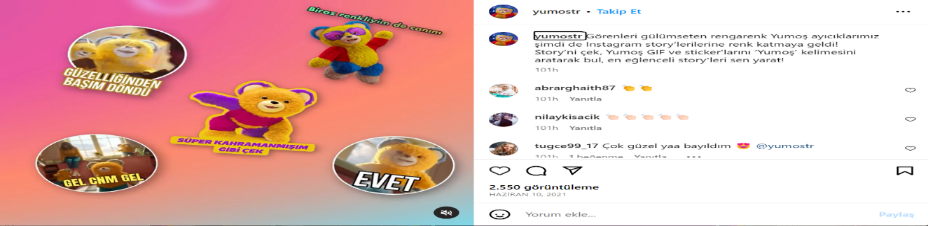 Biraz renkliyim de canım
GÜZELLİĞİNDEN
BAŞIM DÖNDÜ
SÜPER KAHRAMANMIŞIM
GİBİ ÇEK
GEL CNM GEL
EVET
yumostr • Takip Et
yumostr Görenleri gülümseten rengarenk Yumoş ayıcıklarımız
şimdi de Instagram story'lerilerine renk katmaya geldi!
Story'ni çek, Yumoş GIF ve sticker'larını 'Yumoş' kelimesini
aratarak bul, en eğlenceli story'leri sen yarat!
101h
abrarghaith87
101h Yanıtla
nilaykisacik
101h Yanıtla
tugce99_17 Çok güzel yaa bayıldım @yumostr
101h 1 beğenme Yanıtla
2.550 görüntüleme
HAZİRAN 10, 2021
Yorum ekle...
Paylaş